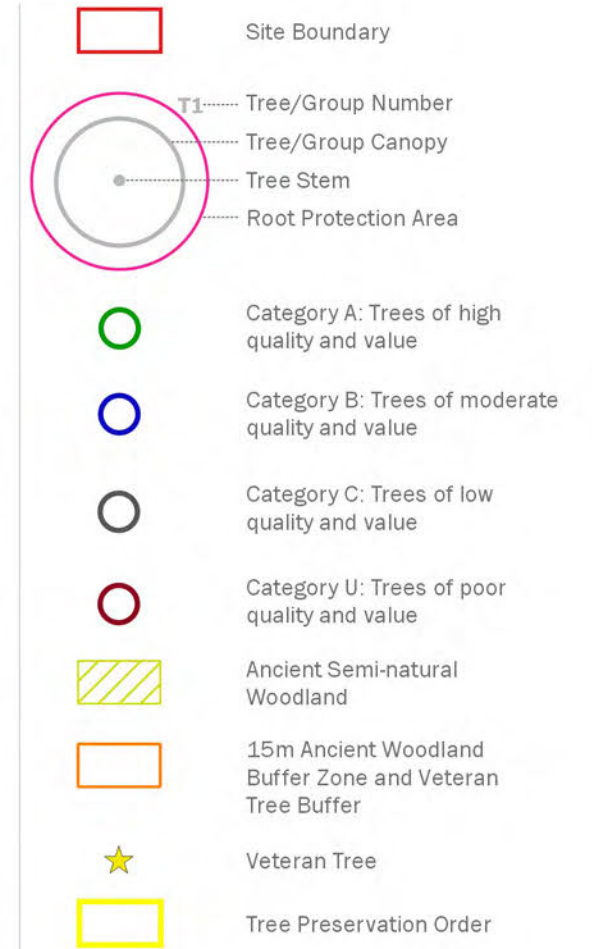 Site Boundary
T1
Tree/Group Number
Tree/Group Canopy
Tree Stem
Root Protection Area
Category A: Trees of high
quality and value
Category B: Trees of moderate
quality and value
Category C: Trees of low
quality and value
Category U: Trees of poor
quality and value
Ancient Semi-natural
Woodland
15m Ancient Woodland
Buffer Zone and Veteran
Tree Buffer
Veteran Tree
Tree Preservation Order